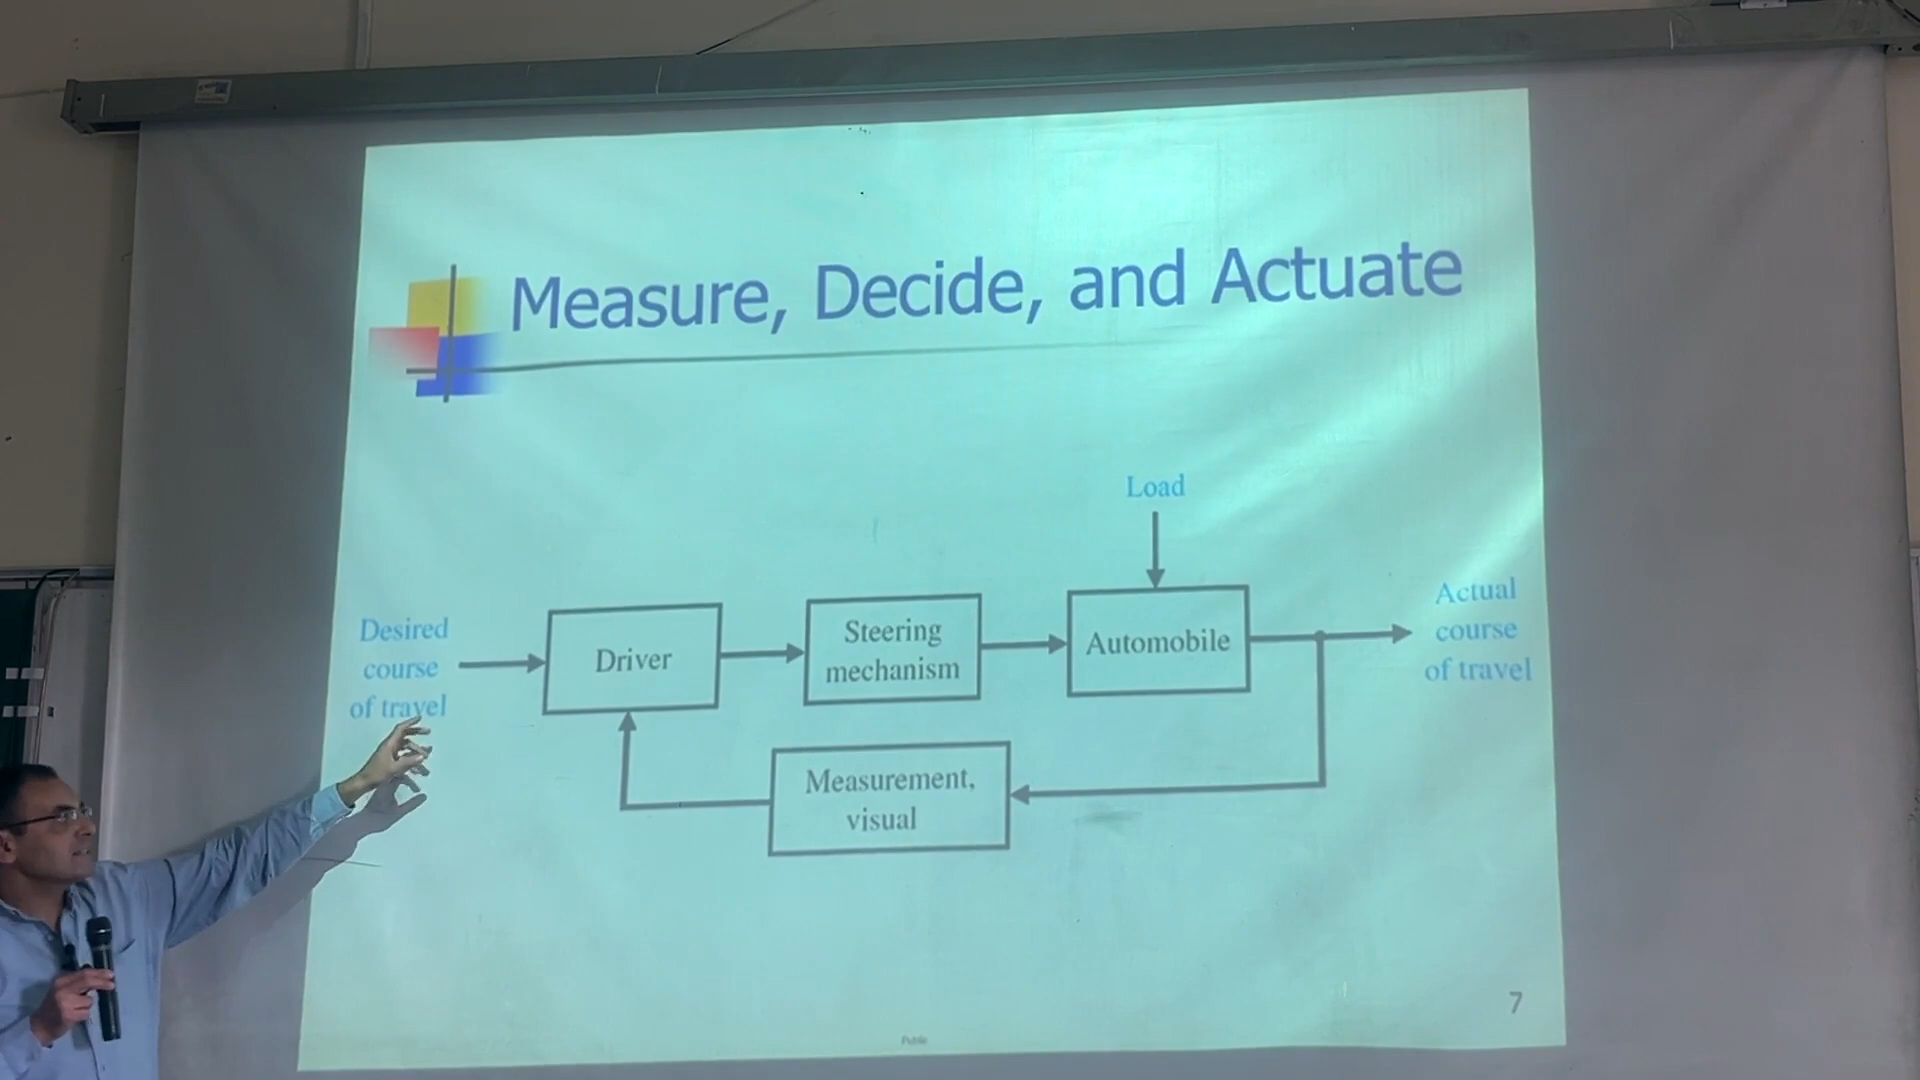 Measure, Decide, and Actuate
Load
Desired
course
of travel
Driver
Steering
mechanism
Automobile
Actual
course
of travel
Measurement,
visual
7
Public